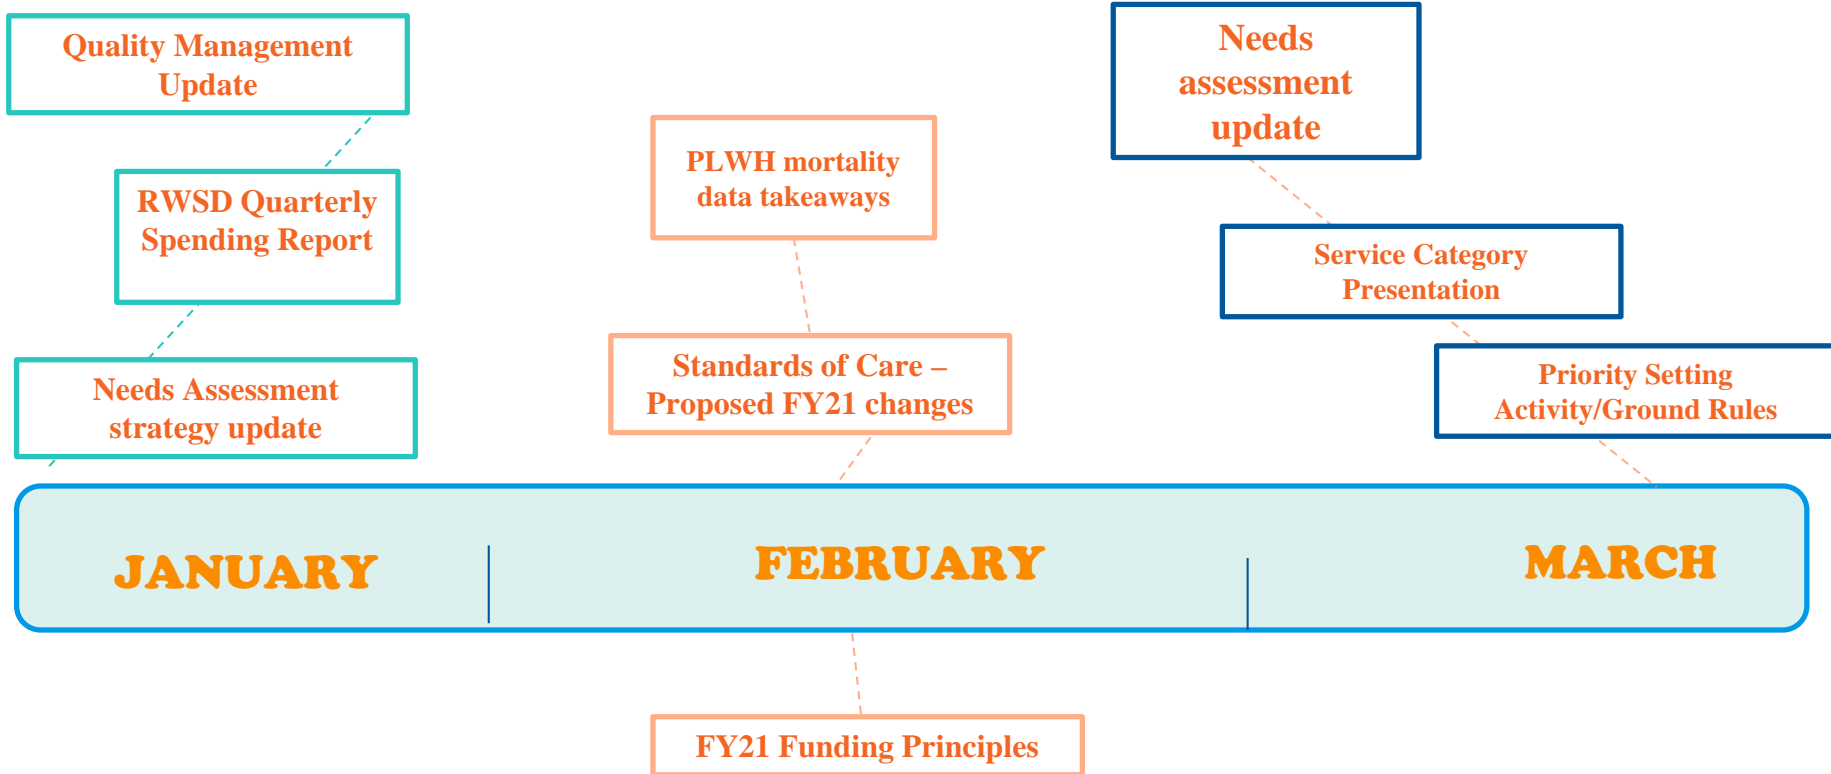 Quality Management
Update
RWSD Quarterly
Spending Report
Needs Assessment
strategy update
PLWH mortality
data takeaways
Standards of Care –
Proposed FY21 changes
Needs
assessment
update
Service Category
Presentation
Priority Setting
Activity/Ground Rules
JANUARY
FEBRUARY
MARCH
FY21 Funding Principles